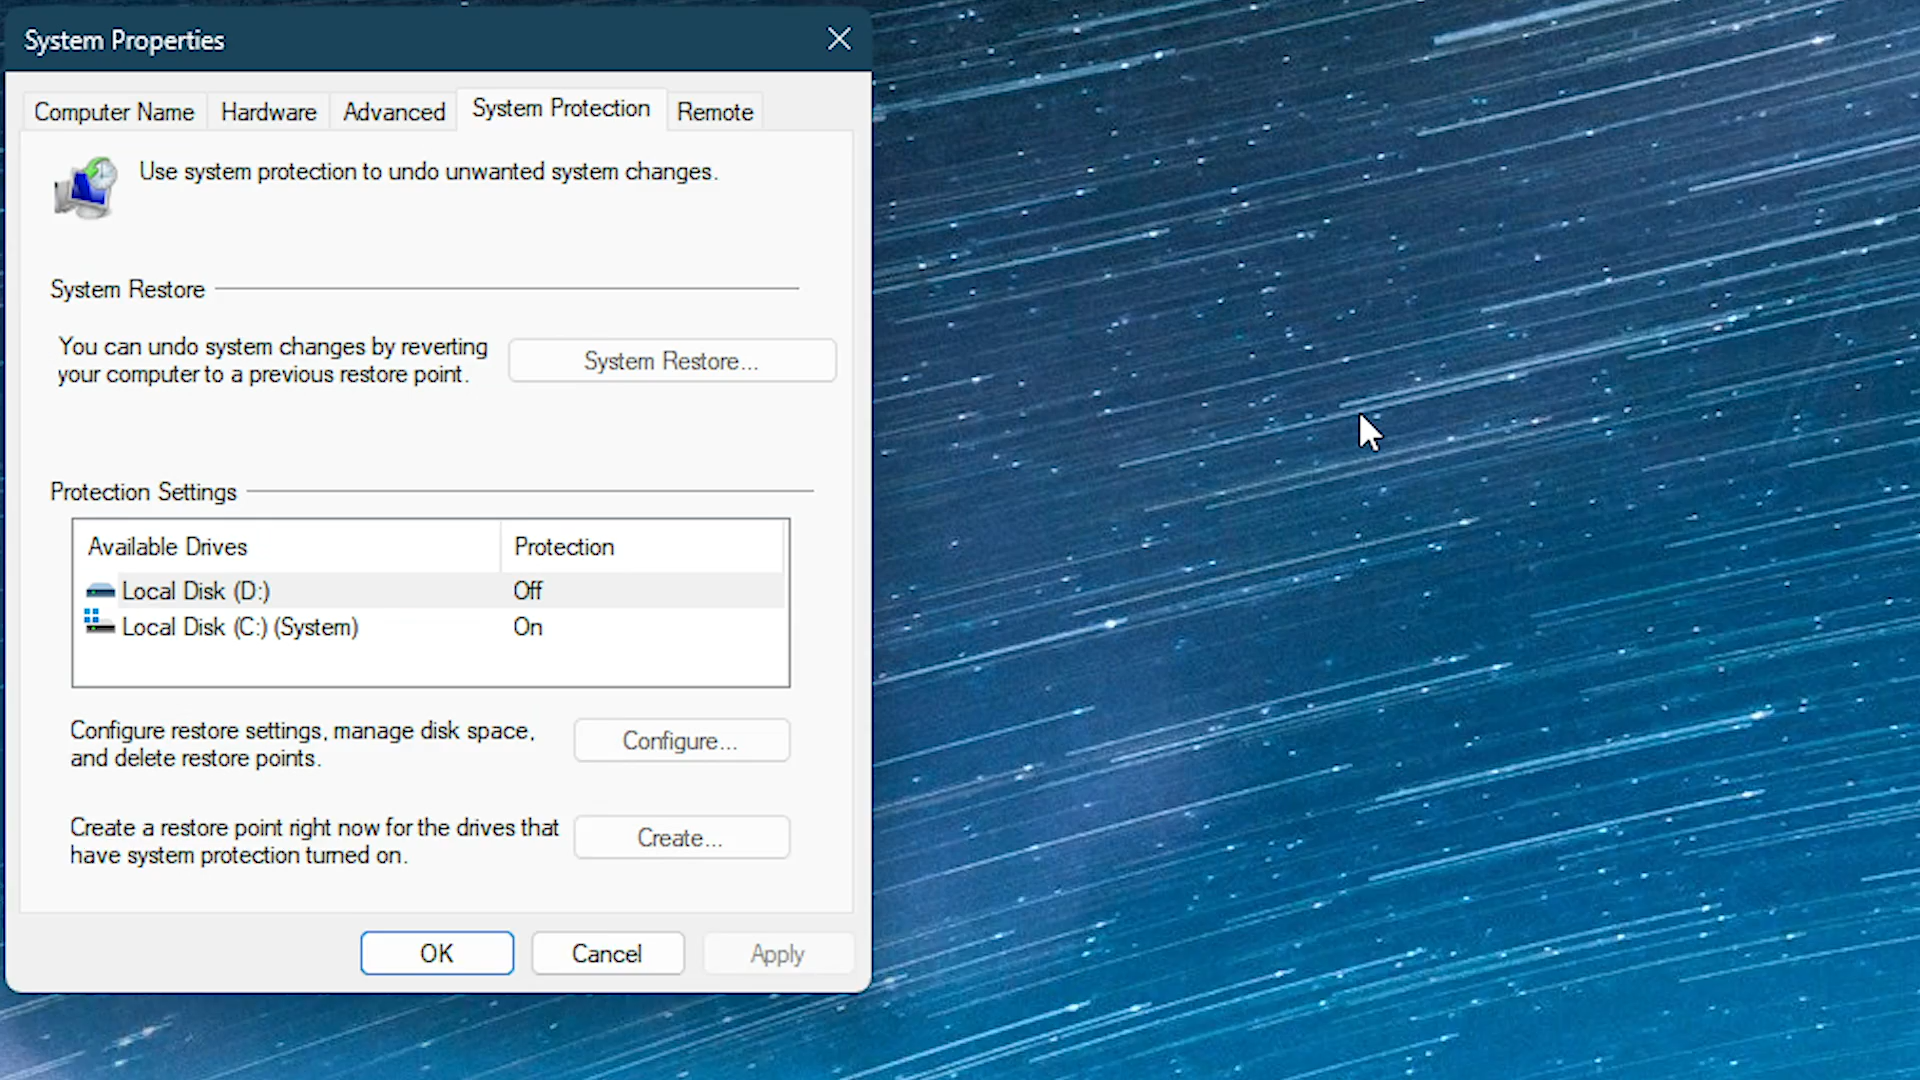 System Properties
Computer Name Hardware Advanced System Protection Remote
Use system protection to undo unwanted system changes.
System Restore
You can undo system changes by reverting
your computer to a previous restore point.
System Restore...
Protection Settings
Available Drives Protection
Local Disk (D:) Off
Local Disk (C:) (System) On
Configure restore settings, manage disk space,
and delete restore points.
Configure...
Create a restore point right now for the drives that
have system protection turned on.
Create...
OK Cancel Apply